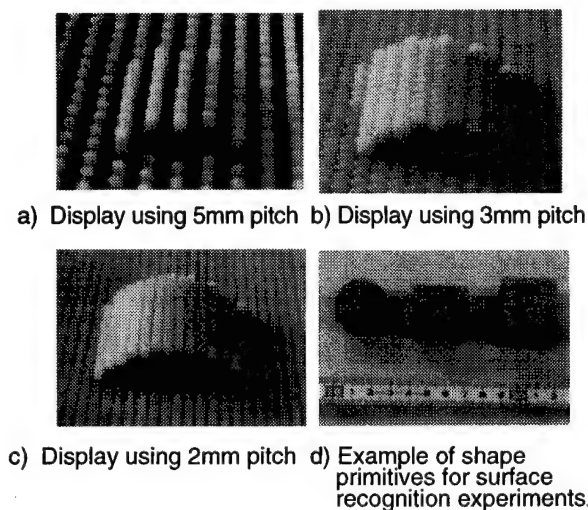 a) Display using 5mm pitch
b) Display using 3mm pitch
c) Display using 2mm pitch
d) Example of shape
primitives for surface
recognition experiments.